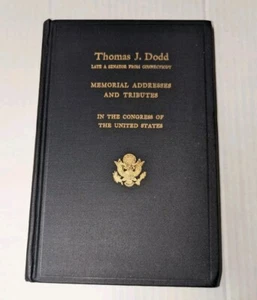 Thomas J. Dodd
LATE A SENATOR FROM CONNECTICUT
MEMORIAL ADDRESSES
AND TRIBUTES
IN THE CONGRESS OF
THE UNITED STATES